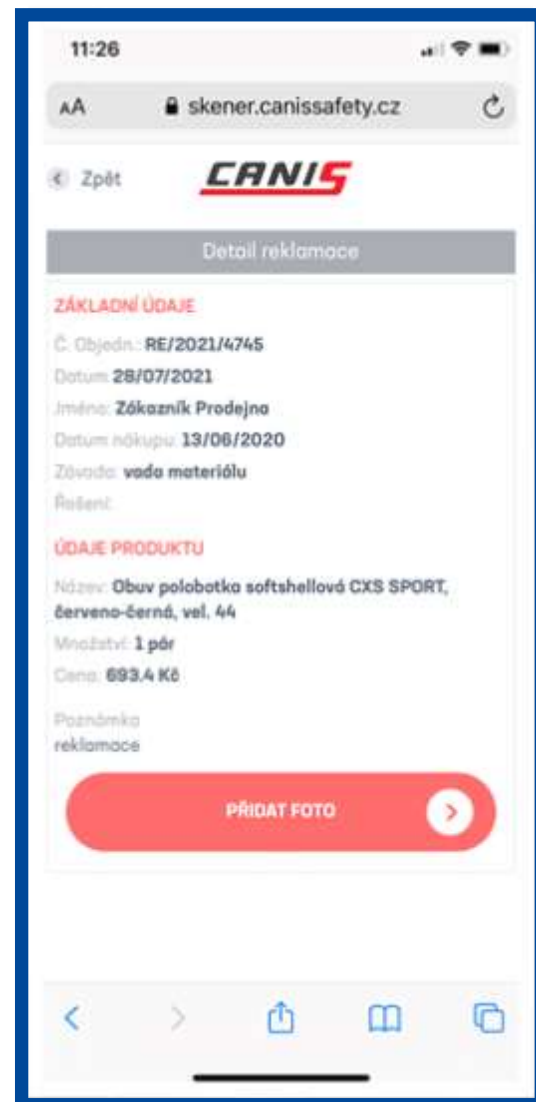 11:26
AA skener.canissafety.cz
Zpět CANIS
Detail reklamace
ZÁKLADNÍ ÚDAJE
Č. Objedn.: RE/2021/4745
Datum: 28/07/2021
Jméno: Zákazník Prodejna
Datum nákupu: 13/06/2020
Závada: vada materiálu
Řešení:
ÚDAJE PRODUKTU
Název: Obuv polobotka softshellová CXS SPORT,
červeno-černá, vel. 44
Množství: 1 pár
Cena: 693.4 Kč
Poznámka
reklamace
PŘIDAT FOTO